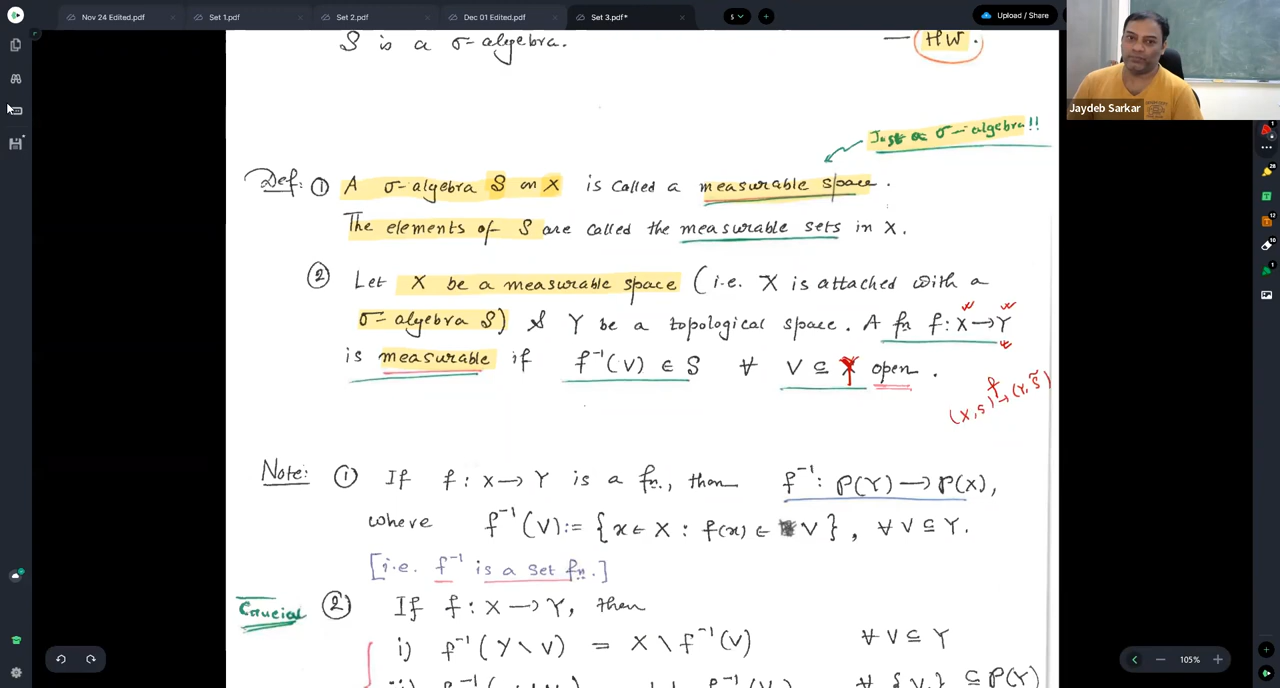 Nov 24 Edited.pdf
Set 1.pdf
Set 2.pdf
Dec 01 Edited.pdf
Set 3.pdf*
S
Upload / Share
S is a σ-algebra.
— HW.
Jaydeb Sarkar
Just a σ-algebra!!
Def: ① A σ-algebra S on X is called a measurable space.
The elements of S are called the measurable sets in X.
② Let X be a measurable space (i.e. X is attached with a
σ-algebra S) & Y be a topological space. A fn f: X → Y
is measurable if f⁻¹(V) ∈ S ∀ V ⊆ Y open.
(X, S) f→ (Y, S̃)
Note: ① If f: X → Y is a fn., then f⁻¹: P(Y) → P(X),
where f⁻¹(V) := {x ∈ X : f(x) ∈ V}, ∀ V ⊆ Y.
[i.e. f⁻¹ is a set fn.]
Crucial ② If f: X → Y, then
i) f⁻¹(Y \ V) = X \ f⁻¹(V) ∀ V ⊆ Y
105%